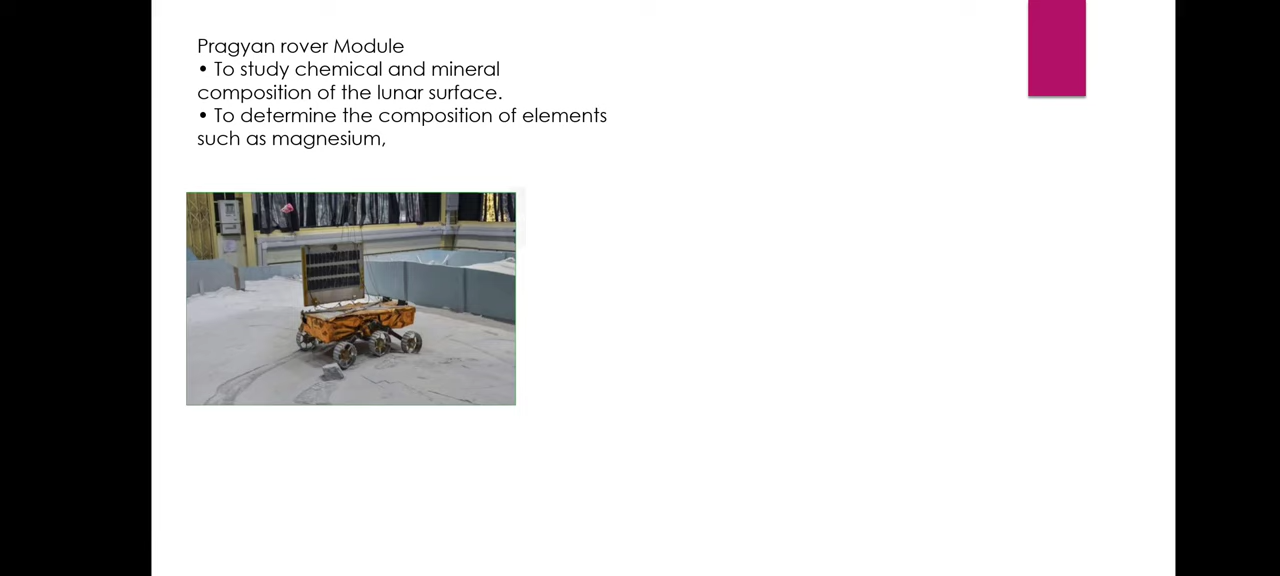 Pragyan rover Module
• To study chemical and mineral
composition of the lunar surface.
• To determine the composition of elements
such as magnesium,